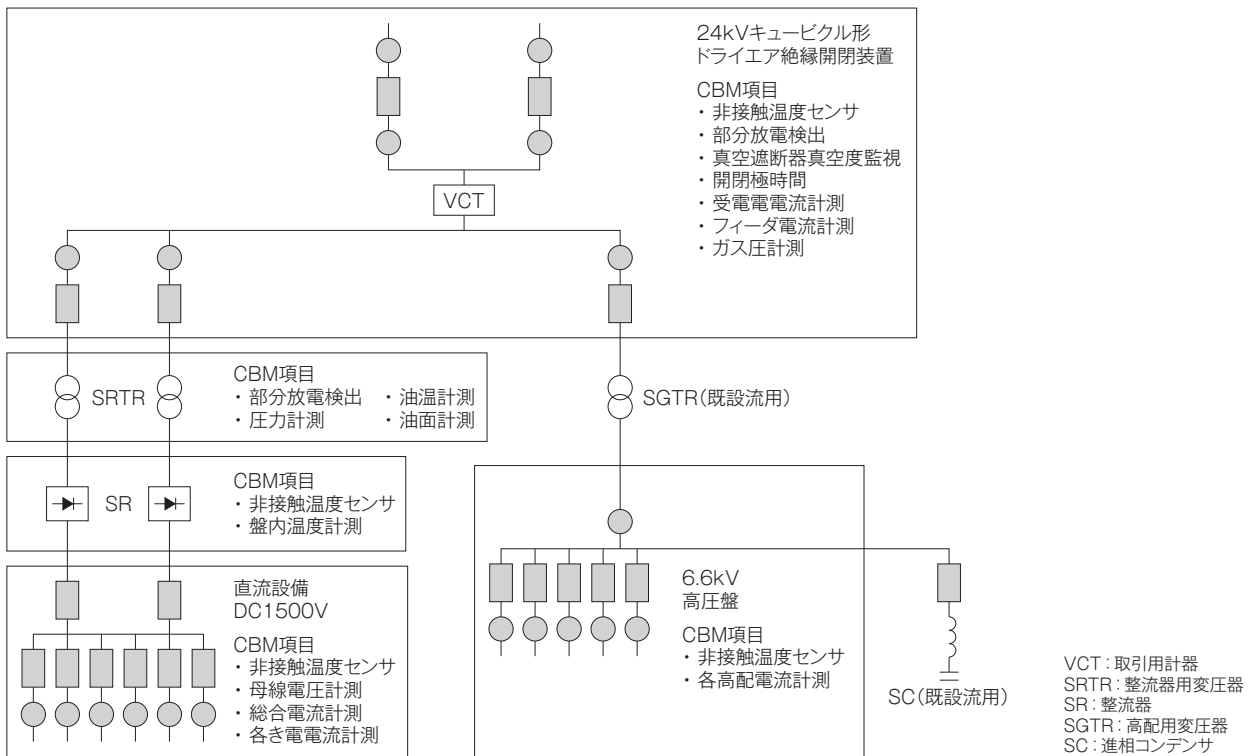 24kVキュービクル形
ドライエア絶縁開閉装置
CBM項目
・非接触温度センサ
・部分放電検出
・真空遮断器真空度監視
・開閉極時間
・受電電電流計測
・フィーダ電流計測
・ガス圧計測
VCT
SRTR
CBM項目
・部分放電検出 ・油温計測
・圧力計測 ・油面計測
SGTR(既設流用)
SR
CBM項目
・非接触温度センサ
・盤内温度計測
直流設備
DC1500V
CBM項目
・非接触温度センサ
・母線電圧計測
・総合電流計測
・各き電電流計測
6.6kV
高圧盤
CBM項目
・非接触温度センサ
・各高配電流計測
SC(既設流用)
VCT：取引用計器
SRTR：整流器用変圧器
SR：整流器
SGTR：高配用変圧器
SC：進相コンデンサ